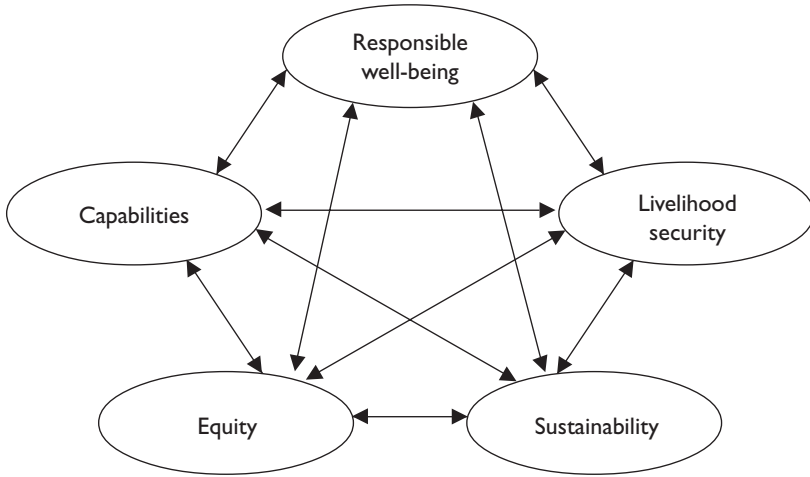 Responsible
well-being
Capabilities
Livelihood
security
Equity
Sustainability